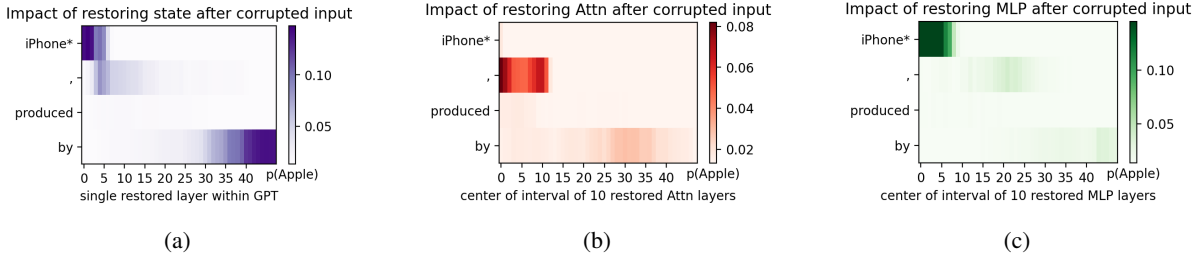 Impact of restoring state after corrupted input
iPhone*
,
produced
by
0 5 10 15 20 25 30 35 40
0.10
0.05
p(Apple)
single restored layer within GPT
(a)
Impact of restoring Attn after corrupted input
iPhone*
,
produced
by
0 5 10 15 20 25 30 35 40
0.08
0.06
0.04
0.02
p(Apple)
center of interval of 10 restored Attn layers
(b)
Impact of restoring MLP after corrupted input
iPhone*
,
produced
by
0 5 10 15 20 25 30 35 40
0.10
0.05
p(Apple)
center of interval of 10 restored MLP layers
(c)